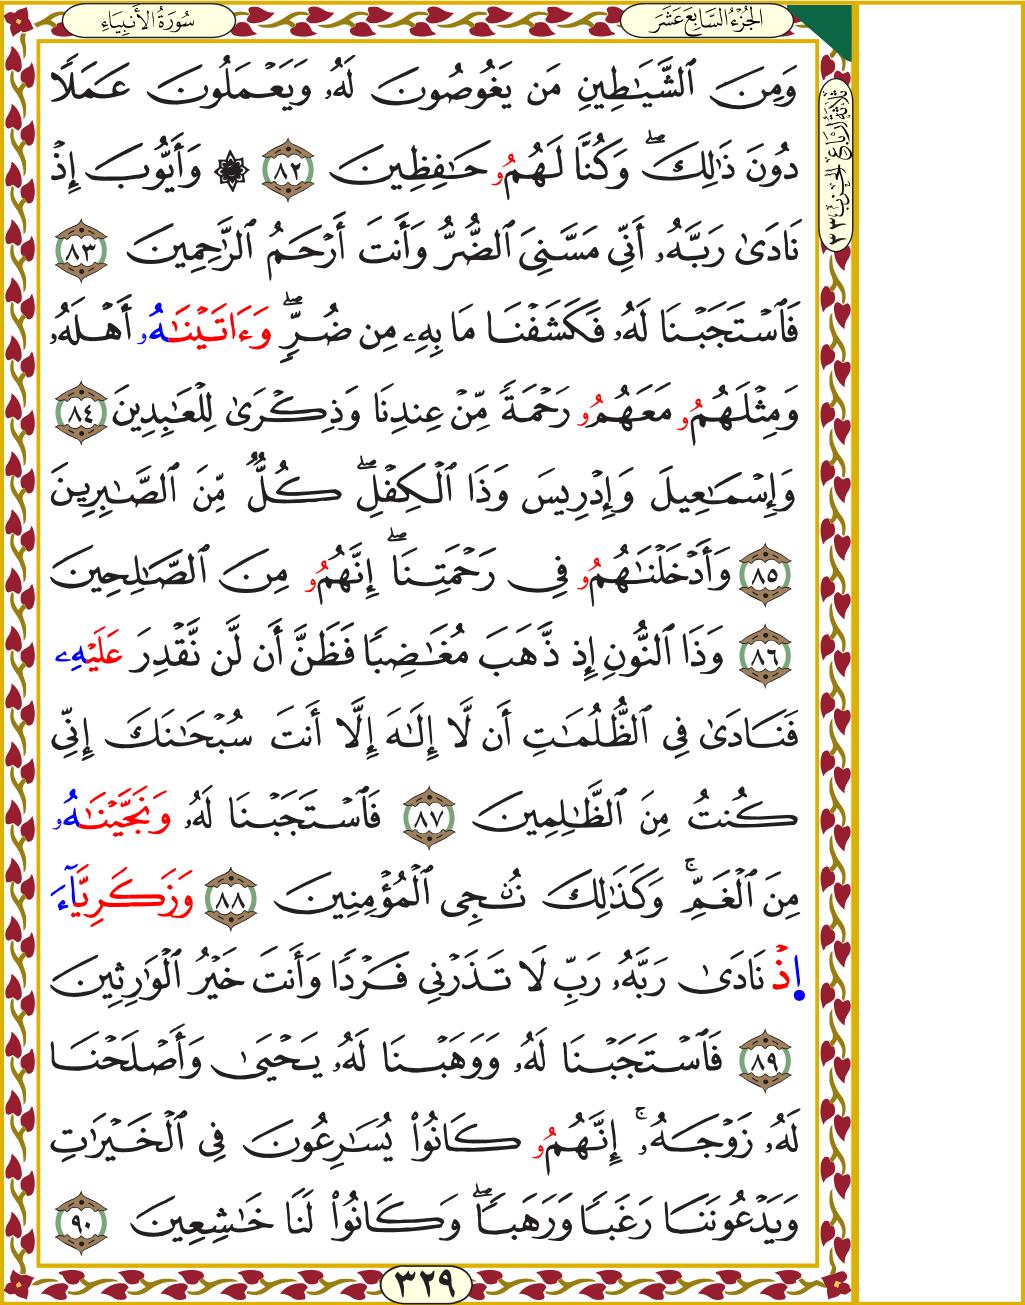 الجُزْءُ السَّابِعَ عَشَرَ
سُورَةُ الأَنبِيَاءِ
ثَلَاثَةُ أَرْبَاعِ الحِزْبِ ٣٣
وَمِنَ ٱلشَّيَٰطِينِ مَن يَغُوصُونَ لَهُۥ وَيَعْمَلُونَ عَمَلًا
دُونَ ذَٰلِكَۖ وَكُنَّا لَهُمُۥ حَٰفِظِينَ ٨٢ ۞ وَأَيُّوبَ إِذْ
نَادَىٰ رَبَّهُۥ أَنِّى مَسَّنِىَ ٱلضُّرُّ وَأَنتَ أَرْحَمُ ٱلرَّٰحِمِينَ ٨٣
فَٱسْتَجَبْنَا لَهُۥ فَكَشَفْنَا مَا بِهِۦ مِن ضُرٍّۖ وَءَاتَيْنَٰهُۥ أَهْلَهُۥ
وَمِثْلَهُمُۥ مَعَهُمُۥ رَحْمَةً مِّنْ عِندِنَا وَذِكْرَىٰ لِلْعَٰبِدِينَ ٨٤
وَإِسْمَٰعِيلَ وَإِدْرِيسَ وَذَا ٱلْكِفْلِۖ كُلٌّ مِّنَ ٱلصَّٰبِرِينَ
٨٥ وَأَدْخَلْنَٰهُمُۥ فِى رَحْمَتِنَاۖ إِنَّهُمُۥ مِنَ ٱلصَّٰلِحِينَ
٨٦ وَذَا ٱلنُّونِ إِذ ذَّهَبَ مُغَٰضِبًا فَظَنَّ أَن لَّن نَّقْدِرَ عَلَيْهِۦ
فَنَادَىٰ فِى ٱلظُّلُمَٰتِ أَن لَّا إِلَٰهَ إِلَّا أَنتَ سُبْحَٰنَكَ إِنِّى
كُنتُ مِنَ ٱلظَّٰلِمِينَ ٨٧ فَٱسْتَجَبْنَا لَهُۥ وَنَجَّيْنَٰهُۥ
مِنَ ٱلْغَمِّۚ وَكَذَٰلِكَ نُۨجِى ٱلْمُؤْمِنِينَ ٨٨ وَزَكَرِيَّآءَ
اِذْ نَادَىٰ رَبَّهُۥ رَبِّ لَا تَذَرْنِى فَرْدًا وَأَنتَ خَيْرُ ٱلْوَٰرِثِينَ
٨٩ فَٱسْتَجَبْنَا لَهُۥ وَوَهَبْنَا لَهُۥ يَحْيَىٰ وَأَصْلَحْنَا
لَهُۥ زَوْجَهُۥۚ إِنَّهُمُۥ كَانُوا۟ يُسَٰرِعُونَ فِى ٱلْخَيْرَٰتِ
وَيَدْعُونَنَا رَغَبًا وَرَهَبًاۖ وَكَانُوا۟ لَنَا خَٰشِعِينَ ٩٠
٣٢٩